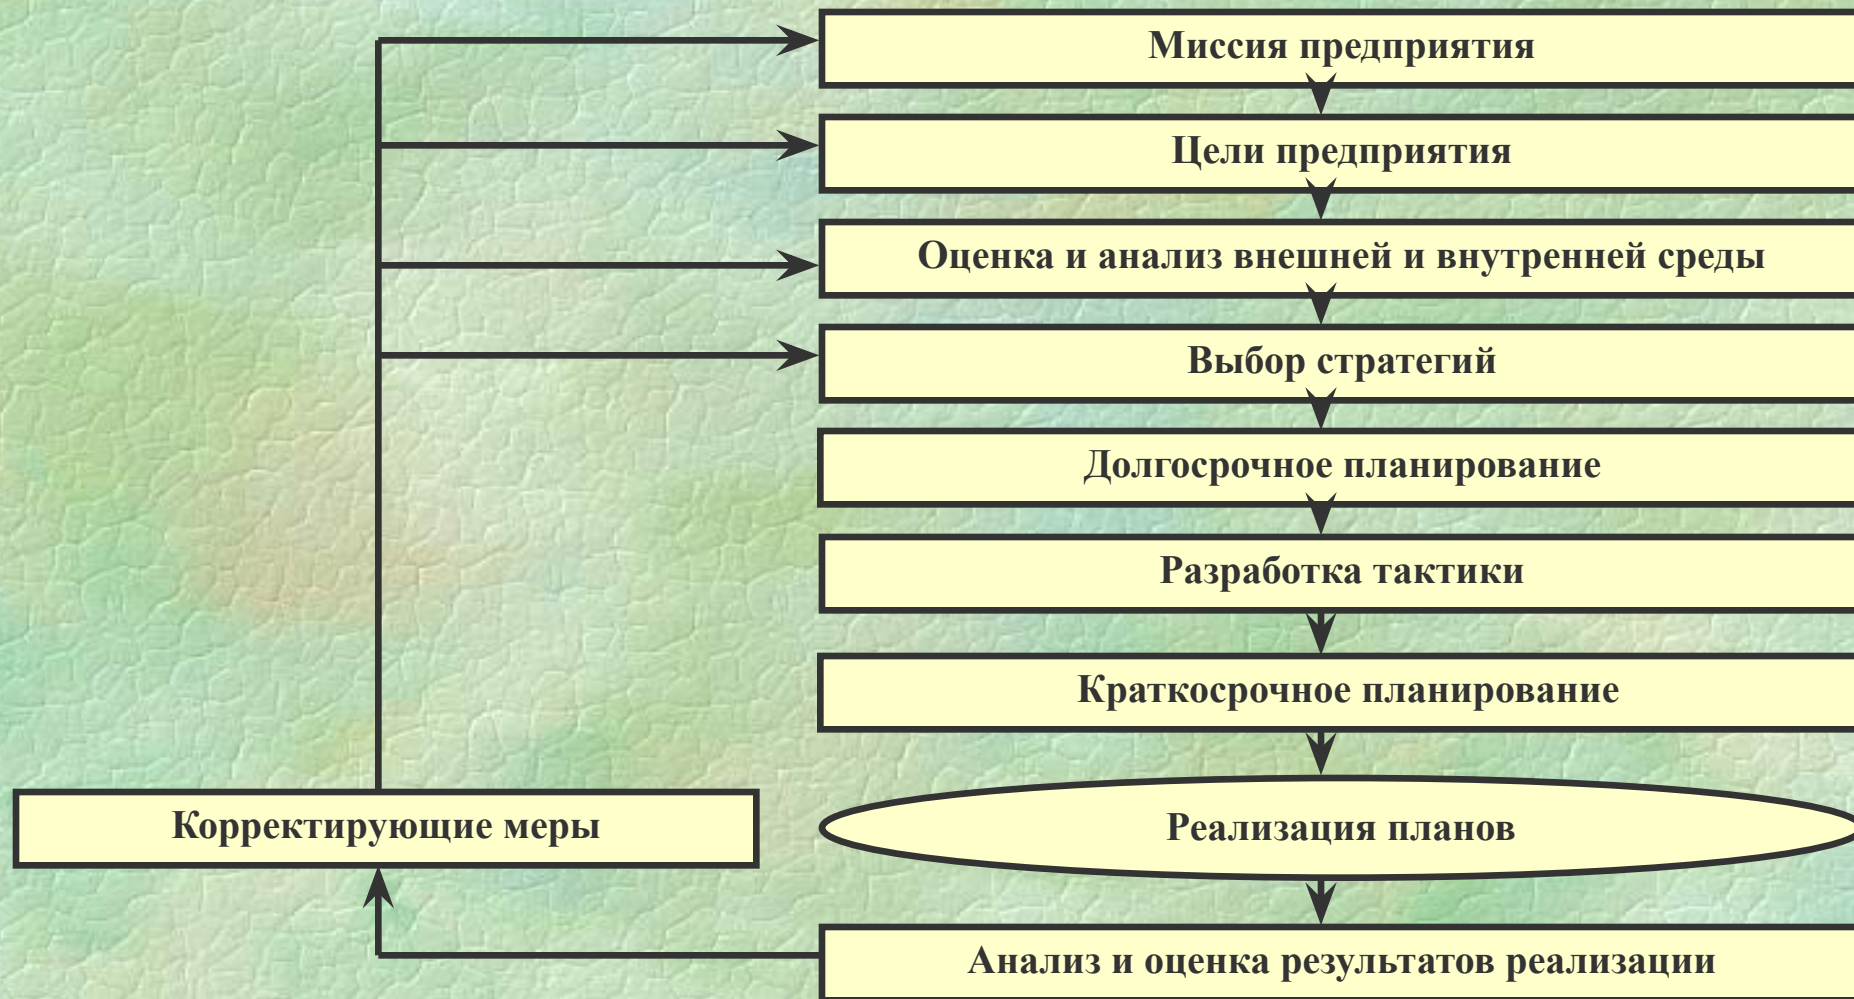 Миссия предприятия
Цели предприятия
Оценка и анализ внешней и внутренней среды
Выбор стратегий
Долгосрочное планирование
Разработка тактики
Краткосрочное планирование
Корректирующие меры
Реализация планов
Анализ и оценка результатов реализации